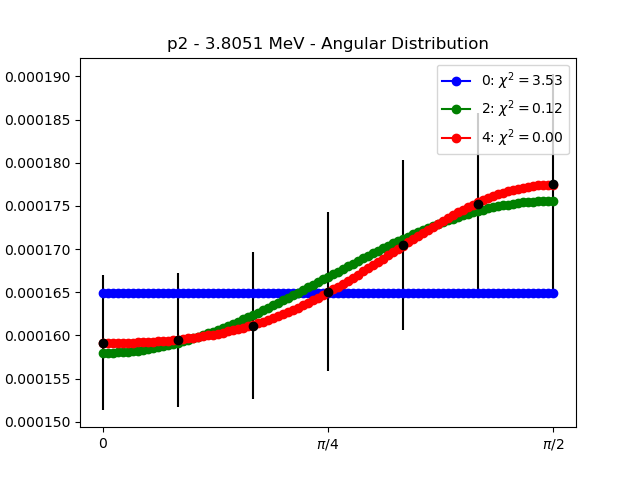 p2 - 3.8051 MeV - Angular Distribution
0.000190
0.000185
0.000180
0.000175
0.000170
0.000165
0.000160
0.000155
0.000150
0: χ² = 3.53
2: χ² = 0.12
4: χ² = 0.00
0
π/4
π/2